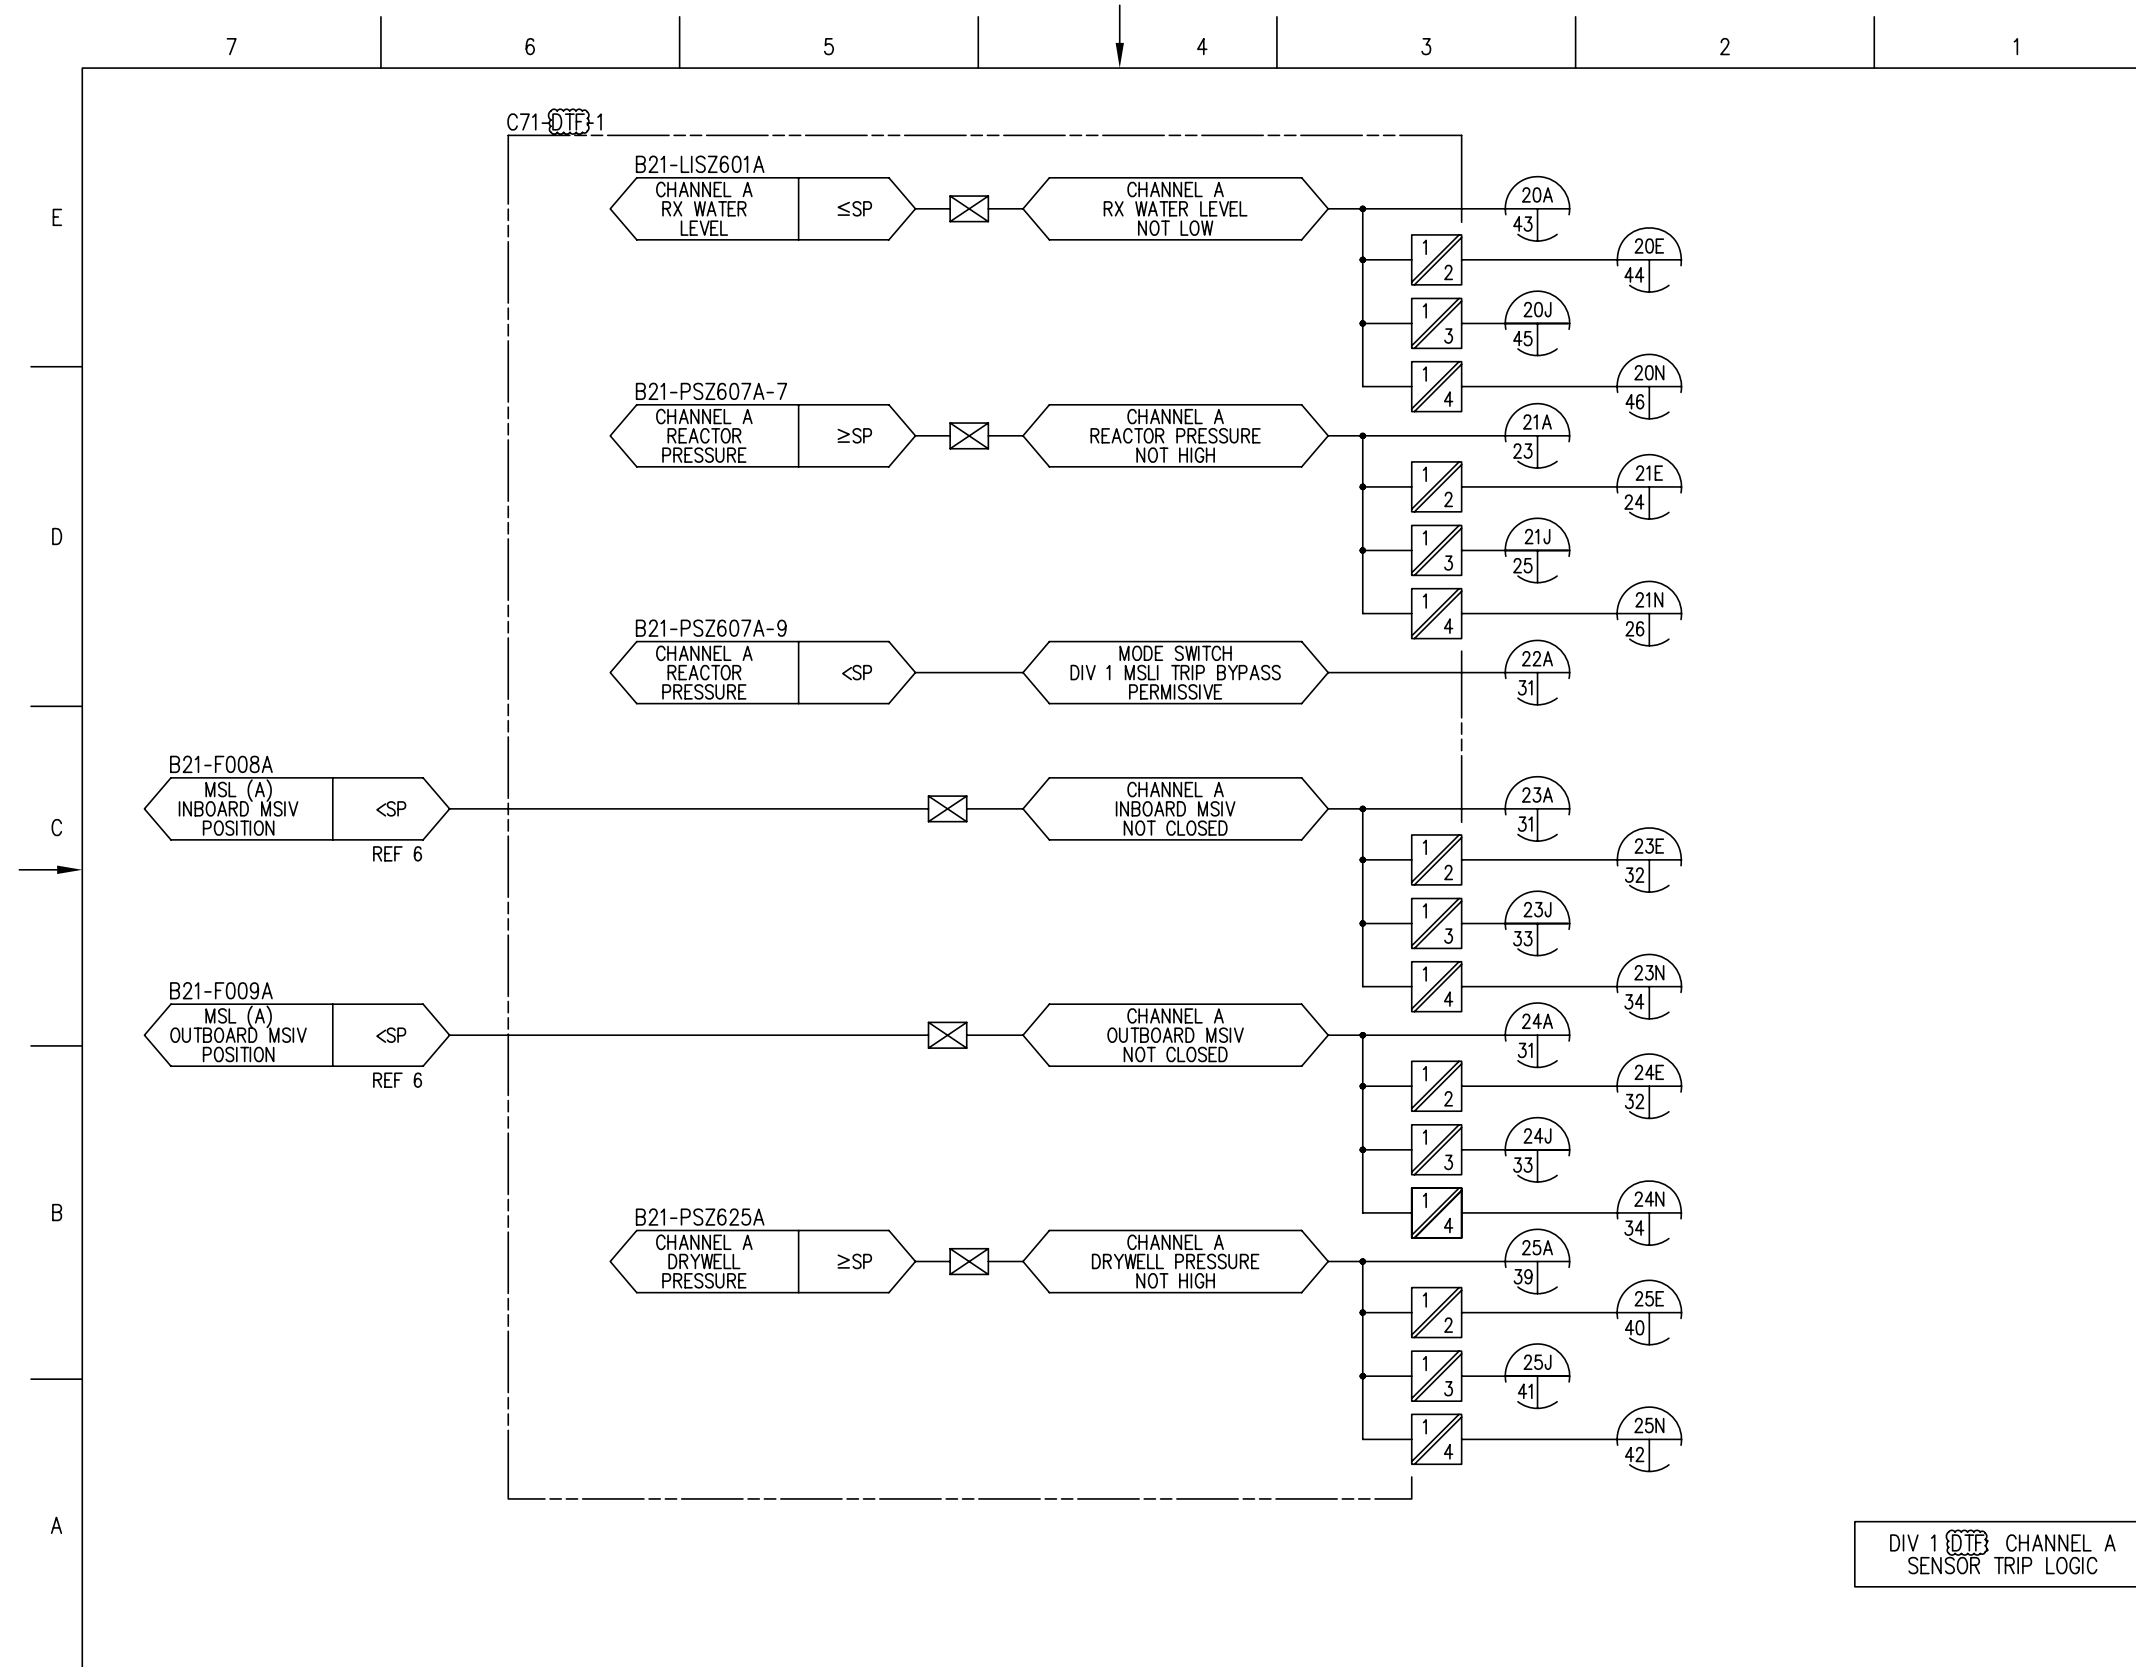 7 6 5 4 3 2 1
C71-DTF-1
B21-LISZ601A
CHANNEL A
RX WATER
LEVEL
≤SP
CHANNEL A
RX WATER LEVEL
NOT LOW
20A
43
E
1
2
20E
44
1
3
20J
45
1
4
20N
46
B21-PSZ607A-7
CHANNEL A
REACTOR
PRESSURE
≥SP
CHANNEL A
REACTOR PRESSURE
NOT HIGH
21A
23
1
2
21E
24
D
1
3
21J
25
1
4
21N
26
B21-PSZ607A-9
CHANNEL A
REACTOR
PRESSURE
<SP
MODE SWITCH
DIV 1 MSLI TRIP BYPASS
PERMISSIVE
22A
31
B21-F008A
MSL (A)
INBOARD MSIV
POSITION
<SP
REF 6
CHANNEL A
INBOARD MSIV
NOT CLOSED
23A
31
C
1
2
23E
32
1
3
23J
33
1
4
23N
34
B21-F009A
MSL (A)
OUTBOARD MSIV
POSITION
<SP
REF 6
CHANNEL A
OUTBOARD MSIV
NOT CLOSED
24A
31
1
2
24E
32
1
3
24J
33
1
4
24N
34
B
B21-PSZ625A
CHANNEL A
DRYWELL
PRESSURE
≥SP
CHANNEL A
DRYWELL PRESSURE
NOT HIGH
25A
39
1
2
25E
40
1
3
25J
41
1
4
25N
42
A
DIV 1 DTF CHANNEL A
SENSOR TRIP LOGIC